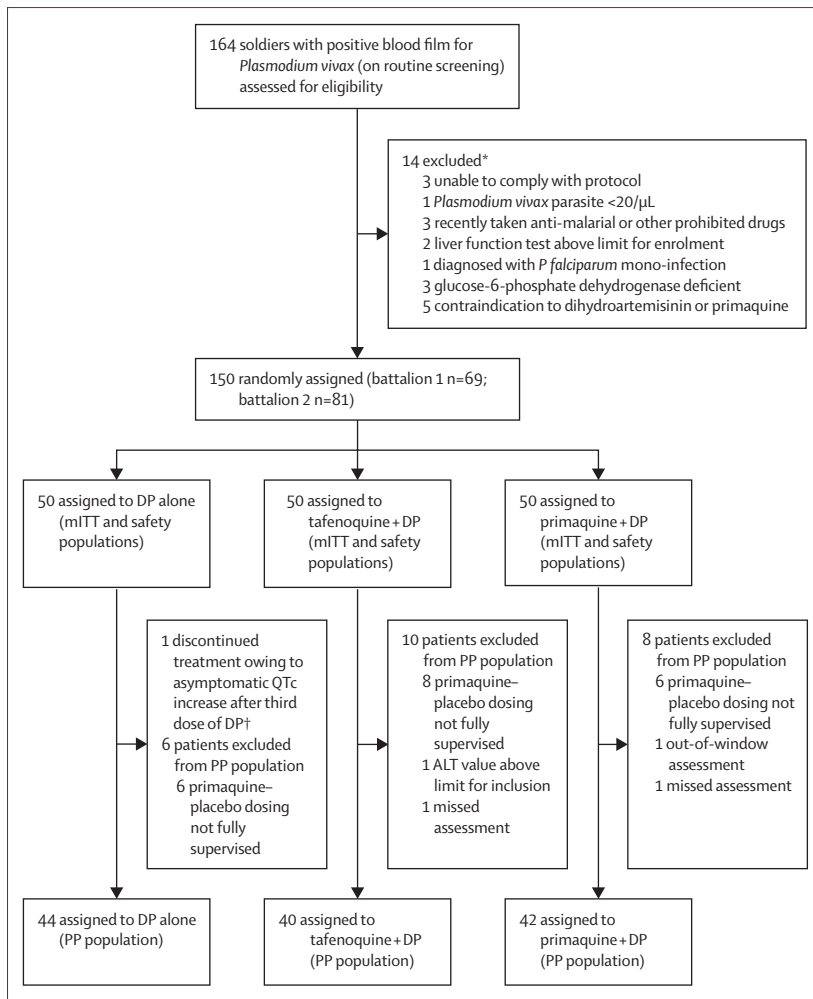 164 soldiers with positive blood film for
Plasmodium vivax (on routine screening)
assessed for eligibility
14 excluded*
3 unable to comply with protocol
1 Plasmodium vivax parasite <20/μL
3 recently taken anti-malarial or other prohibited drugs
2 liver function test above limit for enrolment
1 diagnosed with P falciparum mono-infection
3 glucose-6-phosphate dehydrogenase deficient
5 contraindication to dihydroartemisinin or primaquine
150 randomly assigned (battalion 1 n=69;
battalion 2 n=81)
50 assigned to DP alone
(mITT and safety
populations)
50 assigned to
tafenoquine + DP
(mITT and safety
populations)
50 assigned to
primaquine + DP
(mITT and safety
populations)
1 discontinued
treatment owing to
asymptomatic QTc
increase after third
dose of DP†
6 patients excluded
from PP population
6 primaquine–
placebo dosing
not fully
supervised
10 patients excluded
from PP population
8 primaquine–
placebo dosing
not fully
supervised
1 ALT value above
limit for inclusion
1 missed
assessment
8 patients excluded
from PP population
6 primaquine–
placebo dosing not
fully supervised
1 out-of-window
assessment
1 missed assessment
44 assigned to DP alone
(PP population)
40 assigned to
tafenoquine + DP
(PP population)
42 assigned to
primaquine + DP
(PP population)